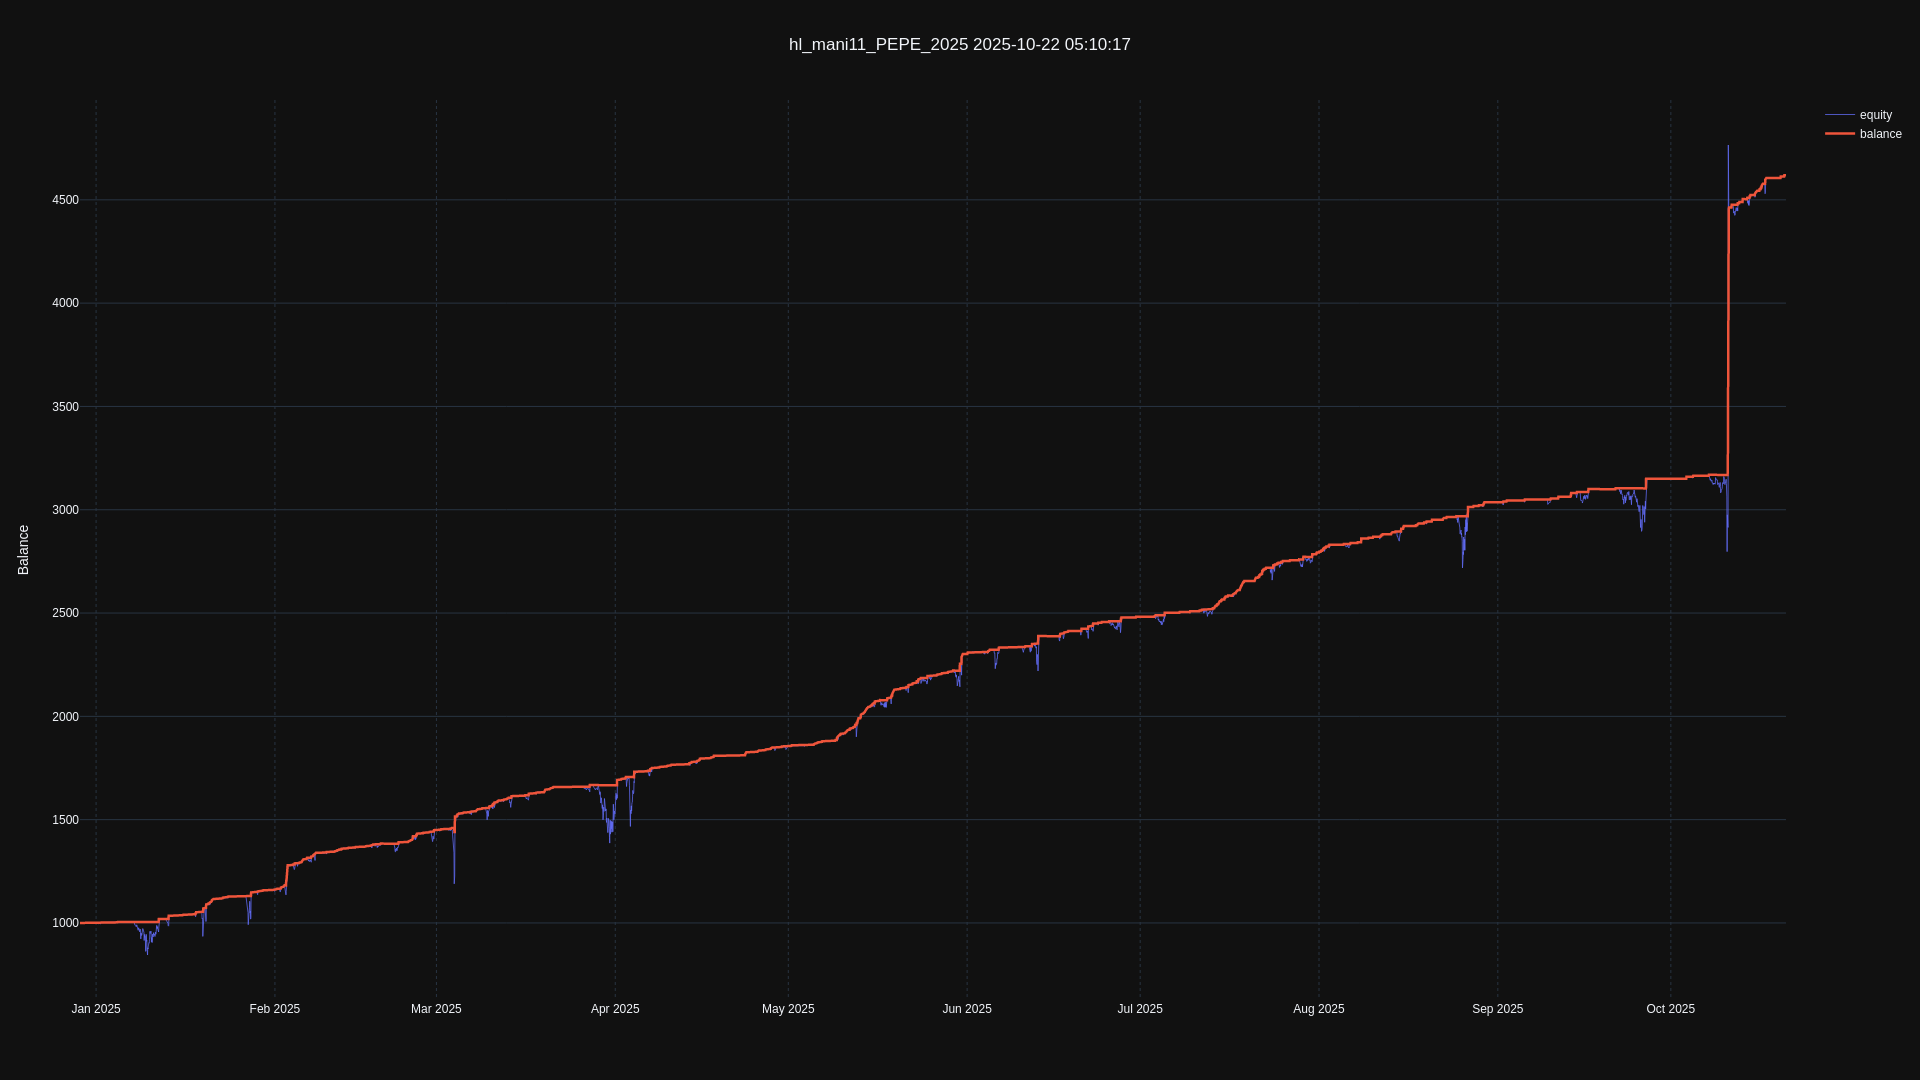 hl_mani11_PEPE_2025 2025-10-22 05:10:17
equity
balance
Balance
4500
4000
3500
3000
2500
2000
1500
1000
Jan 2025
Feb 2025
Mar 2025
Apr 2025
May 2025
Jun 2025
Jul 2025
Aug 2025
Sep 2025
Oct 2025